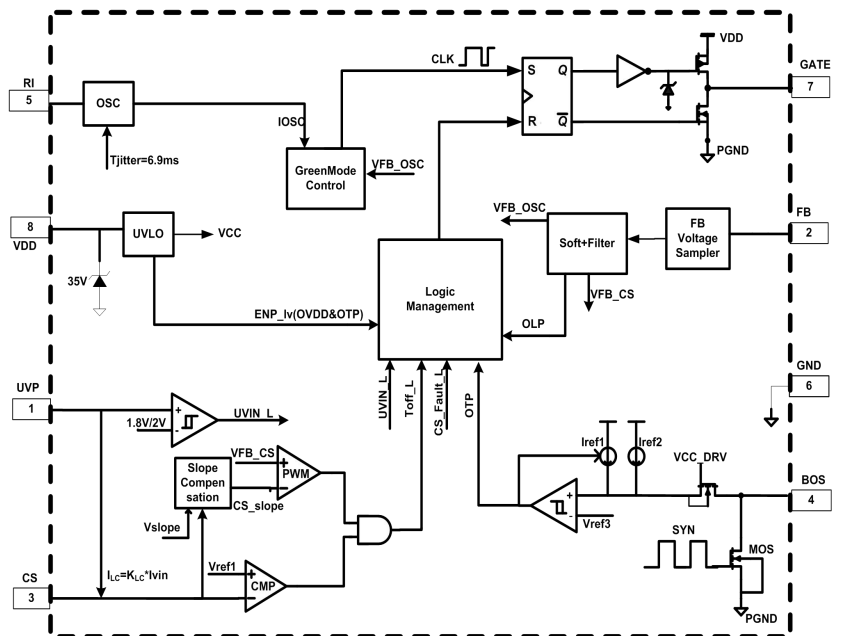 VDD
CLK
S
Q
R
Q
GATE
7
PGND
RI
5
OSC
IOSC
Tjitter=6.9ms
GreenMode
Control
VFB_OSC
8
VDD
UVLO
VCC
35V
ENP_lv(OVDD&OTP)
Logic
Management
VFB_OSC
Soft+Filter
FB
Voltage
Sampler
FB
2
VFB_CS
OLP
GND
6
UVIN_L
Toff_L
CS_Fault_L
OTP
UVP
1
1.8V/2V
+
-
UVIN_L
Slope
Compen
sation
VFB_CS
+
PWM
-
CS_slope
Vslope
Vref1
+
CMP
-
CS
3
ILC=KLC*Ivin
Iref1
Iref2
+
-
Vref3
VCC_DRV
BOS
4
SYN
MOS
PGND